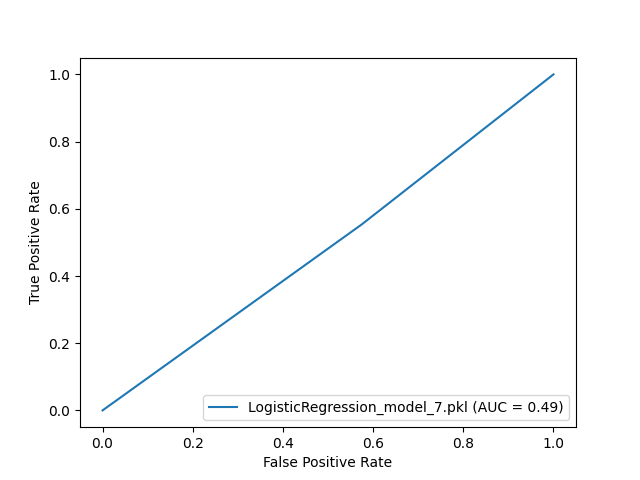 1.0
0.8
0.6
0.4
0.2
0.0
True Positive Rate
LogisticRegression_model_7.pkl (AUC = 0.49)
0.0 0.2 0.4 0.6 0.8 1.0
False Positive Rate